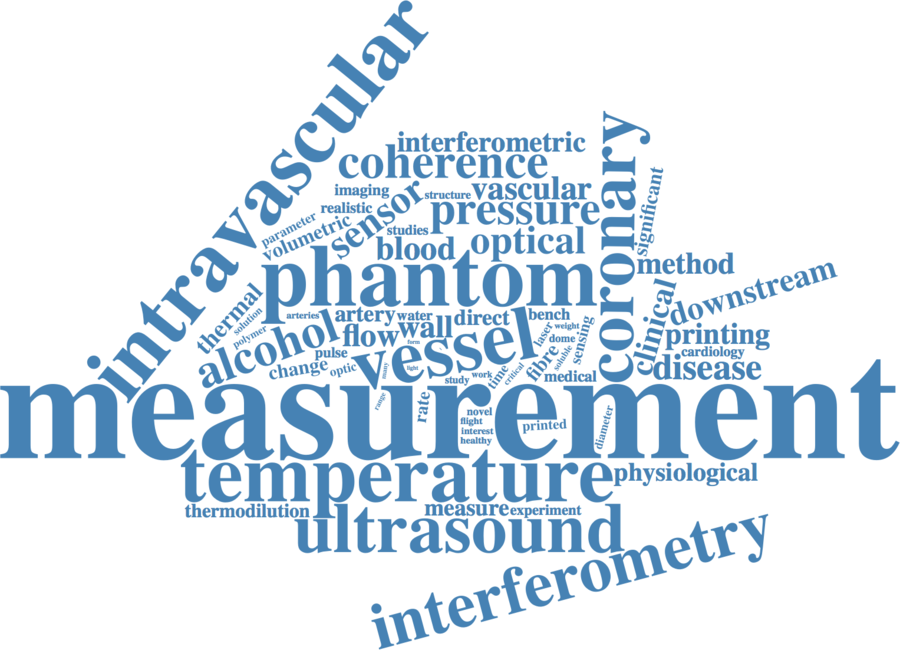 intravascular
interferometric
coherence
coronary
imaging
sensor
structure
vascular
significant
realistic
pressure
parameter
volumetric
studies
blood
optical
method
phantom
downstream
thermal
solution
polymer
arteries
artery
water
direct
bench
clinical
alcohol
flow
wall
vessel
form
laser
weight
dome
sensing
printing
pulse
cardiology
change
optic
many
light
study
work
time
critical
fibre
soluble
medical
disease
measurement
range
rate
novel
flight
interest
healthy
printed
diameter
temperature
physiological
thermodilution
measure
experiment
ultrasound
interferometry